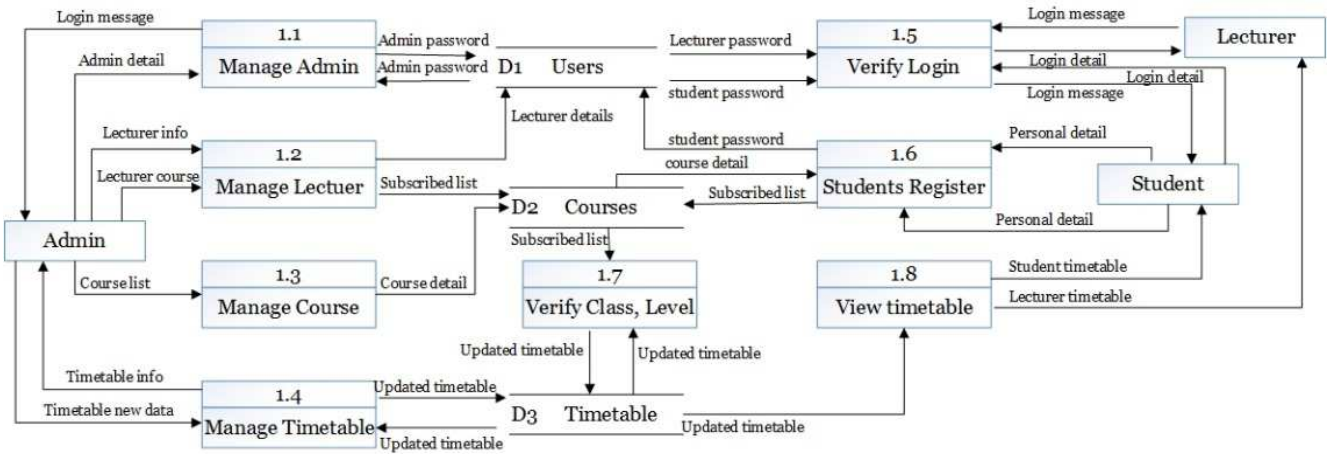 Login message
1.1
Manage Admin
Admin password
Admin password
D1 Users
Lecturer password
student password
1.5
Verify Login
Login message
Login detail
Login detail
Login message
Lecturer
Admin detail
Lecturer info
Lecturer course
1.2
Manage Lectuer
Lecturer details
Subscribed list
student password
course detail
Subscribed list
D2 Courses
Subscribed list
1.6
Students Register
Personal detail
Personal detail
Student
Admin
Course list
1.3
Manage Course
Course detail
1.7
Verify Class, Level
1.8
View timetable
Student timetable
Lecturer timetable
Updated timetable
Updated timetable
Timetable info
Timetable new data
1.4
Manage Timetable
Updated timetable
Updated timetable
D3 Timetable
Updated timetable